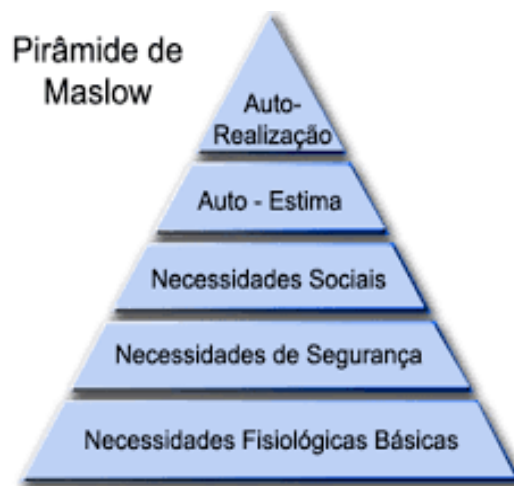 Pirâmide de
Maslow
Auto-
Realização
Auto - Estima
Necessidades Sociais
Necessidades de Segurança
Necessidades Fisiológicas Básicas